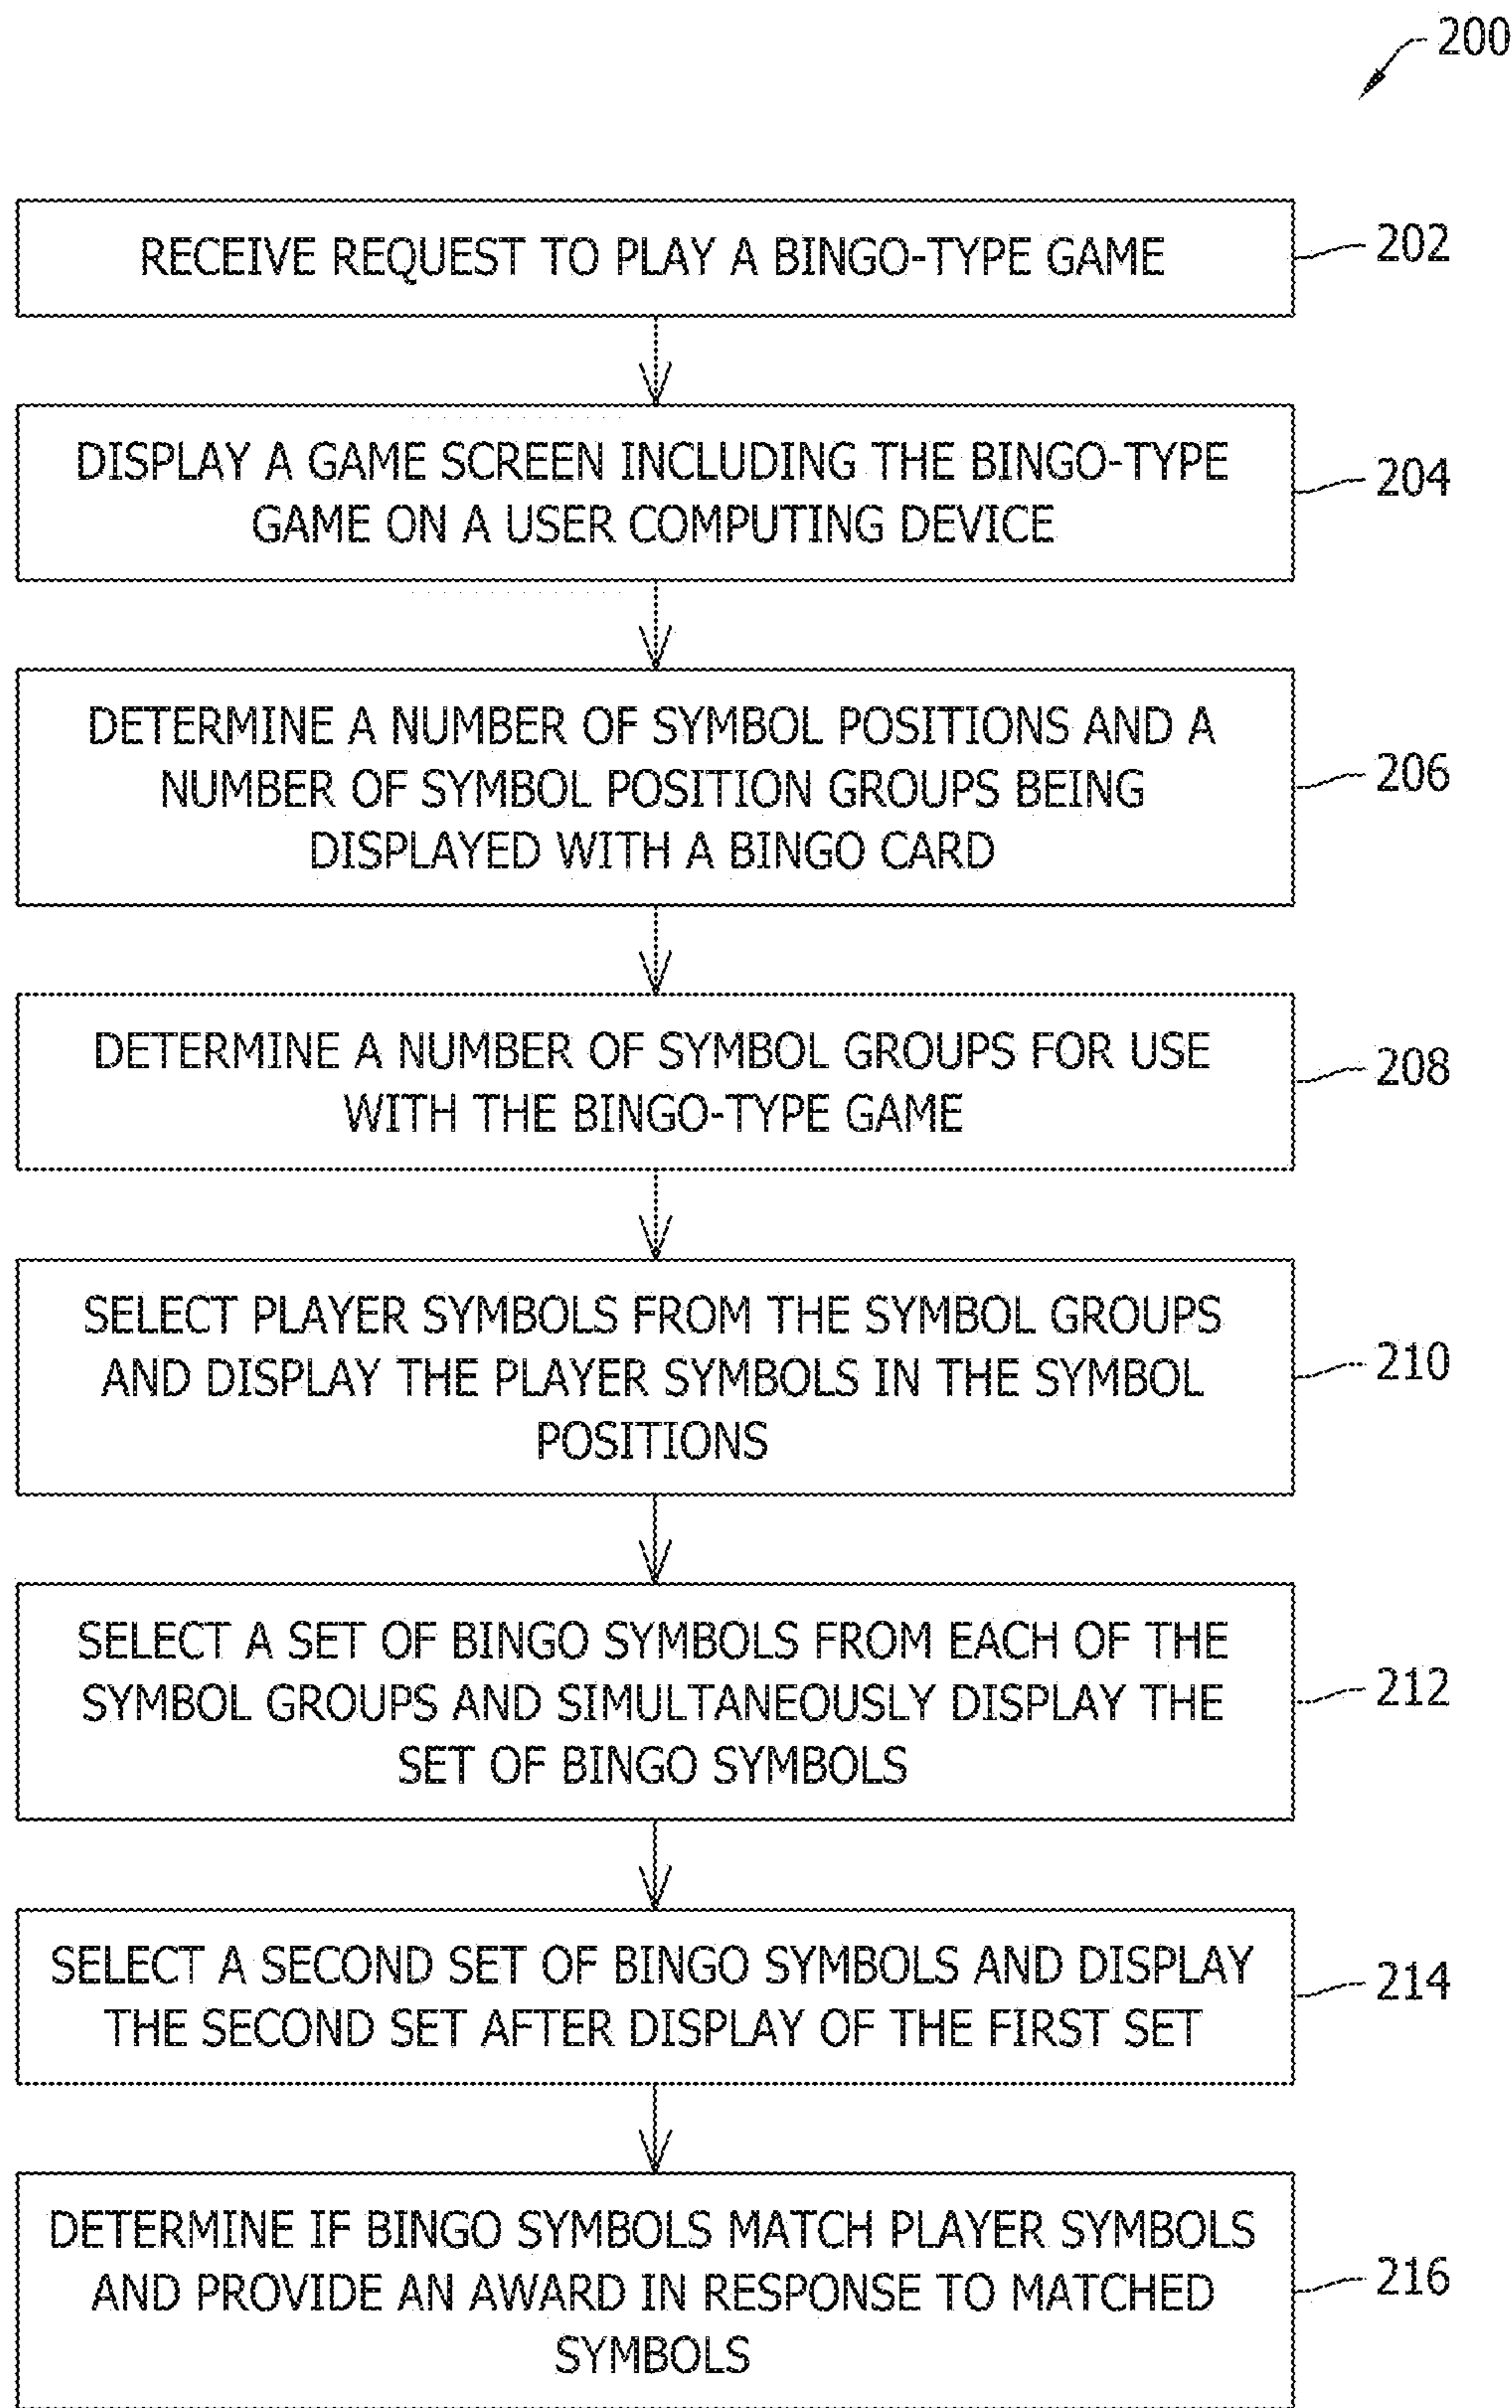 200
RECEIVE REQUEST TO PLAY A BINGO-TYPE GAME
202
DISPLAY A GAME SCREEN INCLUDING THE BINGO-TYPE
GAME ON A USER COMPUTING DEVICE
204
DETERMINE A NUMBER OF SYMBOL POSITIONS AND A
NUMBER OF SYMBOL POSITION GROUPS BEING
DISPLAYED WITH A BINGO CARD
206
DETERMINE A NUMBER OF SYMBOL GROUPS FOR USE
WITH THE BINGO-TYPE GAME
208
SELECT PLAYER SYMBOLS FROM THE SYMBOL GROUPS
AND DISPLAY THE PLAYER SYMBOLS IN THE SYMBOL
POSITIONS
210
SELECT A SET OF BINGO SYMBOLS FROM EACH OF THE
SYMBOL GROUPS AND SIMULTANEOUSLY DISPLAY THE
SET OF BINGO SYMBOLS
212
SELECT A SECOND SET OF BINGO SYMBOLS AND DISPLAY
THE SECOND SET AFTER DISPLAY OF THE FIRST SET
214
DETERMINE IF BINGO SYMBOLS MATCH PLAYER SYMBOLS
AND PROVIDE AN AWARD IN RESPONSE TO MATCHED
SYMBOLS
216